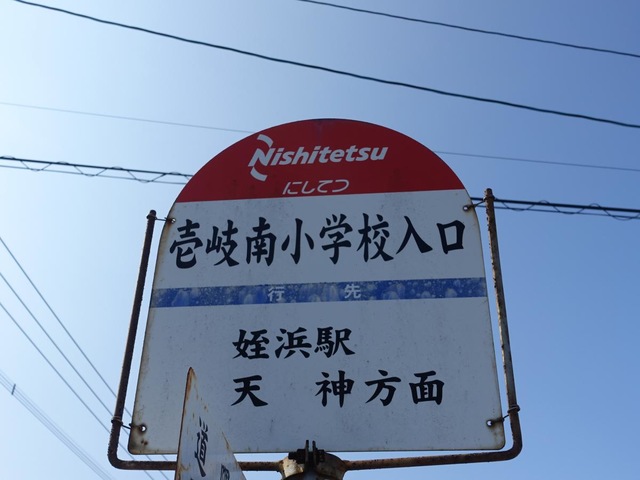 Nishitetsu
にしてつ
壱岐南小学校入口
行先
姪浜駅
天神方面
道